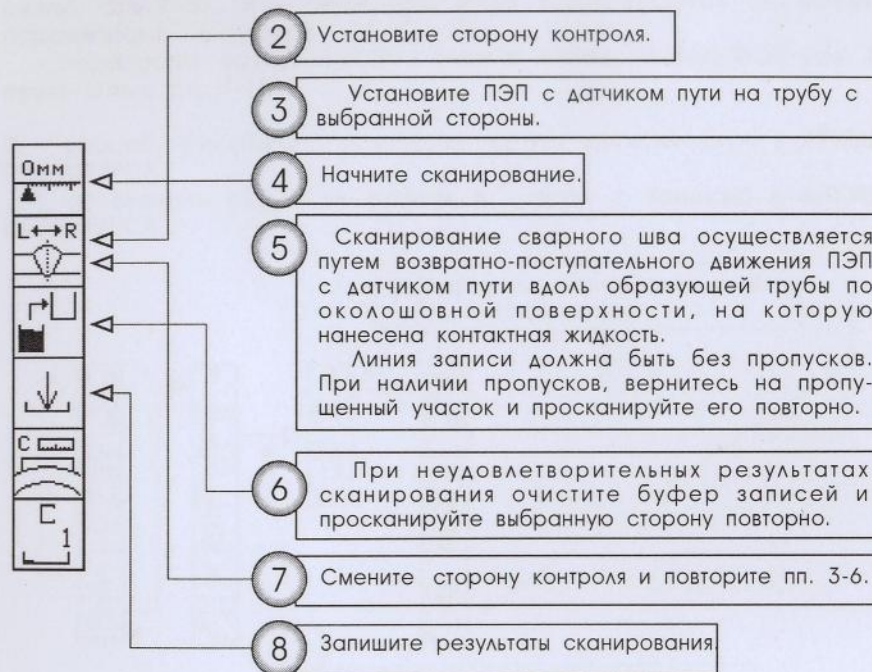 2 Установите сторону контроля.
3 Установите ПЭП с датчиком пути на трубу с
выбранной стороны.
0мм
4 Начните сканирование.
L↔R
5 Сканирование сварного шва осуществляется
путем возвратно-поступательного движения ПЭП
с датчиком пути вдоль образующей трубы по
околошовной поверхности, на которую
нанесена контактная жидкость.
Линия записи должна быть без пропусков.
При наличии пропусков, вернитесь на пропу-
щенный участок и просканируйте его повторно.
С
6 При неудовлетворительных результатах
сканирования очистите буфер записей и
просканируйте выбранную сторону повторно.
С
1
7 Смените сторону контроля и повторите пп. 3-6.
8 Запишите результаты сканирования.